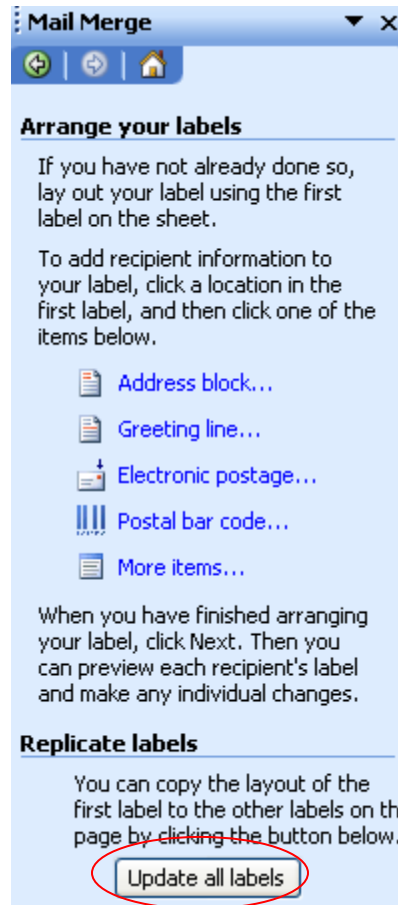 Mail Merge
Arrange your labels
If you have not already done so,
lay out your label using the first
label on the sheet.
To add recipient information to
your label, click a location in the
first label, and then click one of the
items below.
Address block...
Greeting line...
Electronic postage...
Postal bar code...
More items...
When you have finished arranging
your label, click Next. Then you
can preview each recipient's label
and make any individual changes.
Replicate labels
You can copy the layout of the
first label to the other labels on th
page by clicking the button below.
Update all labels